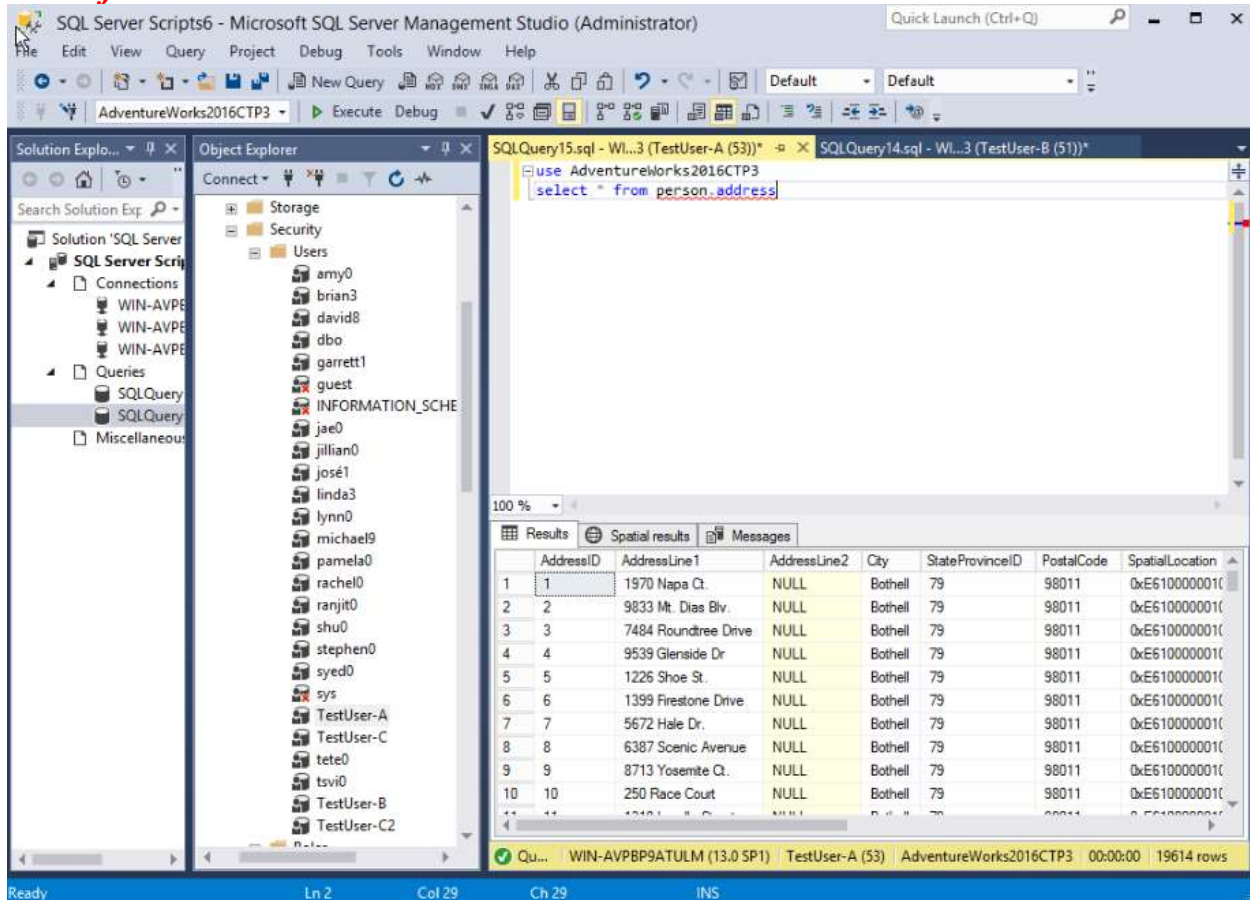 SQL Server Scripts6 - Microsoft SQL Server Management Studio (Administrator)
Quick Launch (Ctrl+Q)
File Edit View Query Project Debug Tools Window Help
New Query
Default
Default
AdventureWorks2016CTP3
Execute Debug
Solution Explo...
Search Solution Exp
Solution 'SQL Server
SQL Server Scrip
Connections
WIN-AVPE
WIN-AVPE
WIN-AVPE
Queries
SQLQuery
SQLQuery
Miscellaneous
Object Explorer
Connect
Storage
Security
Users
amy0
brian3
david8
dbo
garrett1
guest
INFORMATION_SCHE
jae0
jillian0
josé1
linda3
lynn0
michael9
pamela0
rachel0
ranjit0
shu0
stephen0
syed0
sys
TestUser-A
TestUser-C
tete0
tsvi0
TestUser-B
TestUser-C2
SQLQuery15.sql - WI...3 (TestUser-A (53))*
SQLQuery14.sql - WI...3 (TestUser-B (51))*
use AdventureWorks2016CTP3
select * from person.address
100 %
Results Spatial results Messages
AddressID AddressLine1 AddressLine2 City StateProvinceID PostalCode SpatialLocation
1 1 1970 Napa Ct. NULL Bothell 79 98011 0xE6100000010
2 2 9833 Mt. Dias Blv. NULL Bothell 79 98011 0xE6100000010
3 3 7484 Roundtree Drive NULL Bothell 79 98011 0xE6100000010
4 4 9539 Glenside Dr NULL Bothell 79 98011 0xE6100000010
5 5 1226 Shoe St. NULL Bothell 79 98011 0xE6100000010
6 6 1399 Firestone Drive NULL Bothell 79 98011 0xE6100000010
7 7 5672 Hale Dr. NULL Bothell 79 98011 0xE6100000010
8 8 6387 Scenic Avenue NULL Bothell 79 98011 0xE6100000010
9 9 8713 Yosemite Ct. NULL Bothell 79 98011 0xE6100000010
10 10 250 Race Court NULL Bothell 79 98011 0xE6100000010
Qu... WIN-AVPBP9ATULM (13.0 SP1) TestUser-A (53) AdventureWorks2016CTP3 00:00:00 19614 rows
Ready Ln 2 Col 29 Ch 29 INS